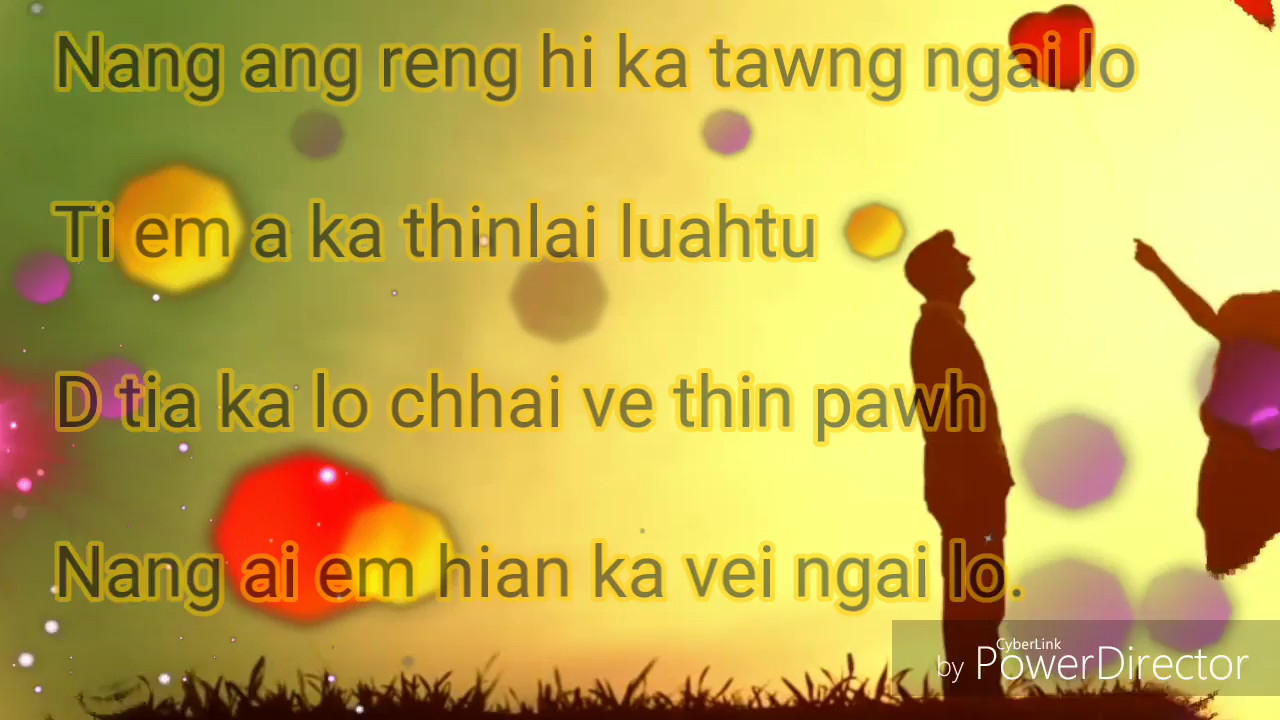 Nang ang reng hi ka tawng ngai lo
Ti em a ka thinlai luahtu
D tia ka lo chhai ve thin pawh
Nang ai em hian ka vei ngai lo.
CyberLink
by PowerDirector